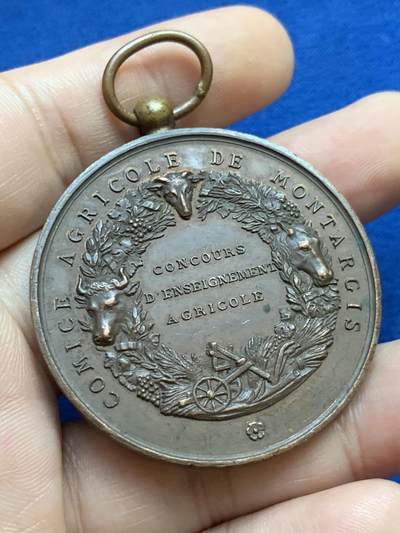 COMICE AGRICOLE DE MONTARGIS
CONCOURS
D'ENSEIGNEMENT
AGRICOLE